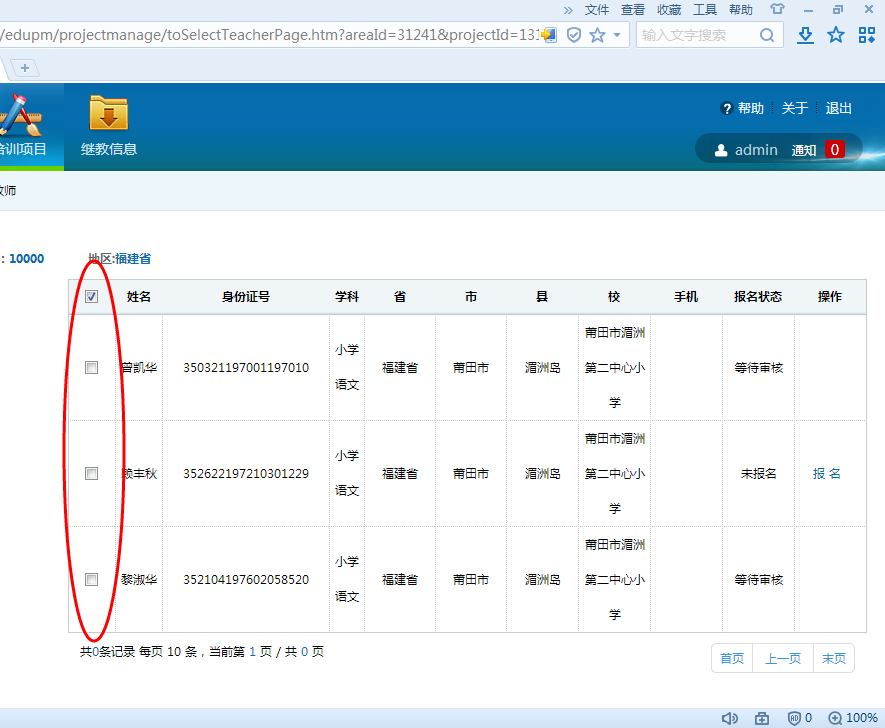 » 文件 查看 收藏 工具 帮助
/edupm/projectmanage/toSelectTeacherPage.htm?areaId=31241&projectId=131
输入文字搜索
? 帮助 关于 退出
培训项目 继教信息
admin 通知 0
教师
: 10000 地区:福建省
姓名 身份证号 学科 省 市 县 校 手机 报名状态 操作
曾凯华 350321197001197010 小学 福建省 莆田市 湄洲岛 莆田市湄洲 等待审核
语文 第二中心小
学
赖丰秋 352622197210301229 小学 福建省 莆田市 湄洲岛 莆田市湄洲 未报名 报 名
语文 第二中心小
学
黎淑华 352104197602058520 小学 福建省 莆田市 湄洲岛 莆田市湄洲 等待审核
语文 第二中心小
学
共0条记录 每页 10 条，当前第 1 页 / 共 0 页
首页 上一页 末页
0 100%